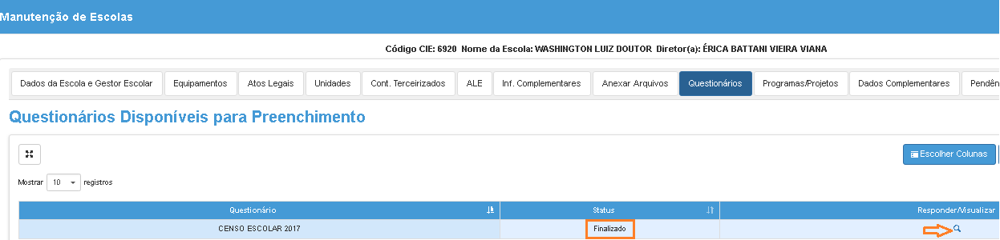 Manutenção de Escolas
Código CIE: 6920 Nome da Escola: WASHINGTON LUIZ DOUTOR Diretor(a): ÉRICA BATTANI VIEIRA VIANA
Dados da Escola e Gestor Escolar Equipamentos Atos Legais Unidades Cont. Terceirizados ALE Inf. Complementares Anexar Arquivos Questionários Programas/Projetos Dados Complementares Pendên
Questionários Disponíveis para Preenchimento
Escolher Colunas
Mostrar 10 registros
Questionário Status Responder/Visualizar
CENSO ESCOLAR 2017 Finalizado